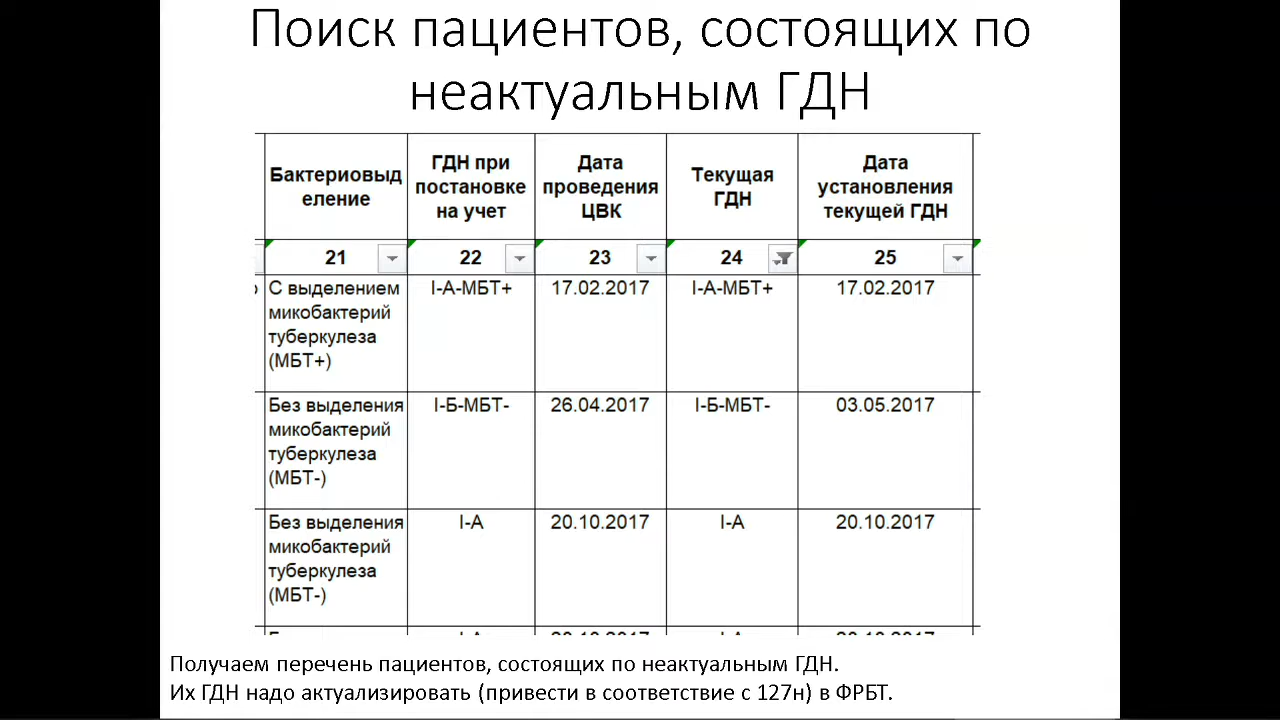 Поиск пациентов, состоящих по
неактуальным ГДН
Бактериовыд
еление
ГДН при
постановке
на учет
Дата
проведения
ЦВК
Текущая
ГДН
Дата
установления
текущей ГДН
21
22
23
24
25
С выделением
микобактерий
туберкулеза
(МБТ+)
I-А-МБТ+
17.02.2017
I-А-МБТ+
17.02.2017
Без выделения
микобактерий
туберкулеза
(МБТ-)
I-Б-МБТ-
26.04.2017
I-Б-МБТ-
03.05.2017
Без выделения
микобактерий
туберкулеза
(МБТ-)
I-А
20.10.2017
I-А
20.10.2017
Получаем перечень пациентов, состоящих по неактуальным ГДН.
Их ГДН надо актуализировать (привести в соответствие с 127н) в ФРБТ.